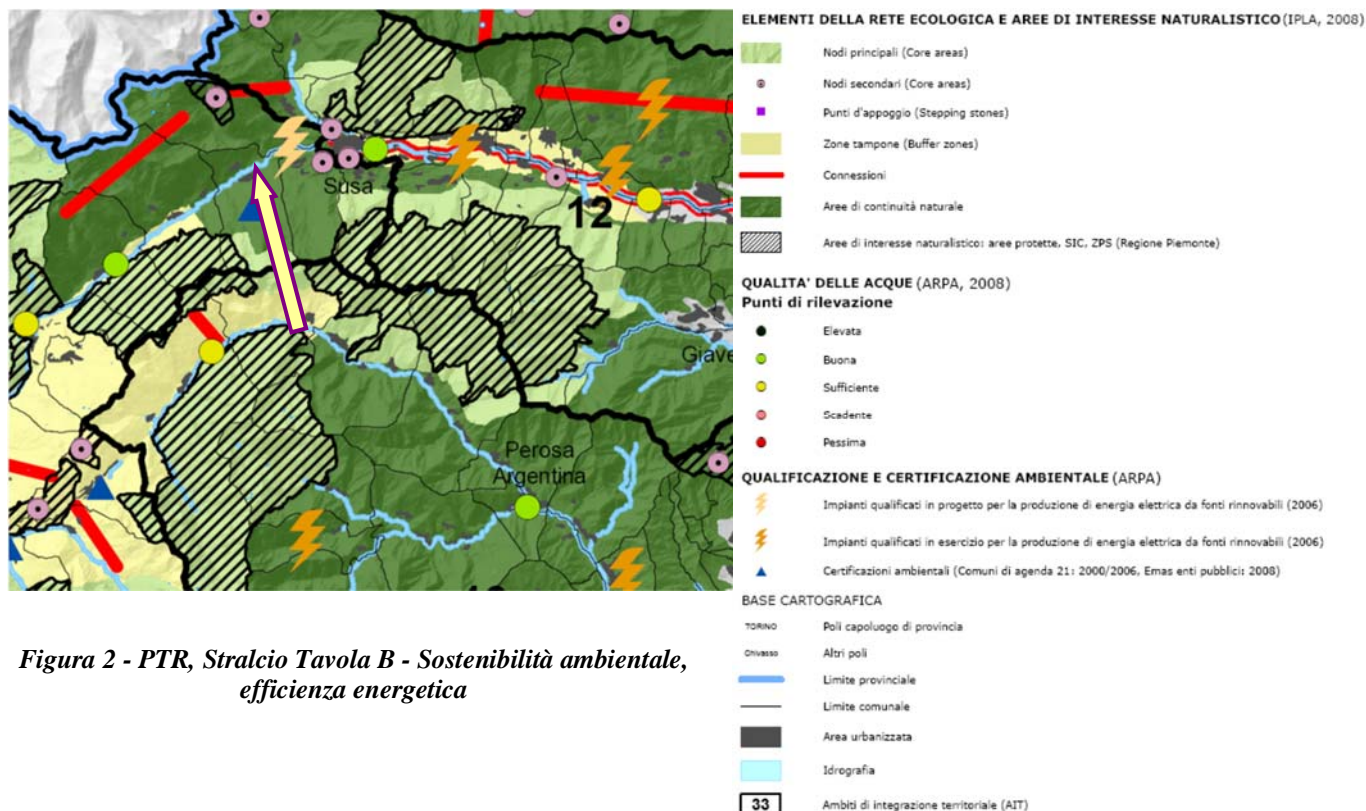 Susa
12
Giave
Perosa
Argentina
Figura 2 - PTR, Stralcio Tavola B - Sostenibilità ambientale,
efficienza energetica
ELEMENTI DELLA RETE ECOLOGICA E AREE DI INTERESSE NATURALISTICO (IPLA, 2008)
Nodi principali (Core areas)
Nodi secondari (Core areas)
Punti d'appoggio (Stepping stones)
Zone tampone (Buffer zones)
Connessioni
Aree di continuità naturale
Aree di interesse naturalistico: aree protette, SIC, ZPS (Regione Piemonte)
QUALITA' DELLE ACQUE (ARPA, 2008)
Punti di rilevazione
Elevata
Buona
Sufficiente
Scadente
Pessima
QUALIFICAZIONE E CERTIFICAZIONE AMBIENTALE (ARPA)
Impianti qualificati in progetto per la produzione di energia elettrica da fonti rinnovabili (2006)
Impianti qualificati in esercizio per la produzione di energia elettrica da fonti rinnovabili (2006)
Certificazioni ambientali (Comuni di agenda 21: 2000/2006, Emas enti pubblici: 2008)
BASE CARTOGRAFICA
TORINO Poli capoluogo di provincia
Chivasso Altri poli
Limite provinciale
Limite comunale
Area urbanizzata
Idrografia
33 Ambiti di integrazione territoriale (AIT)